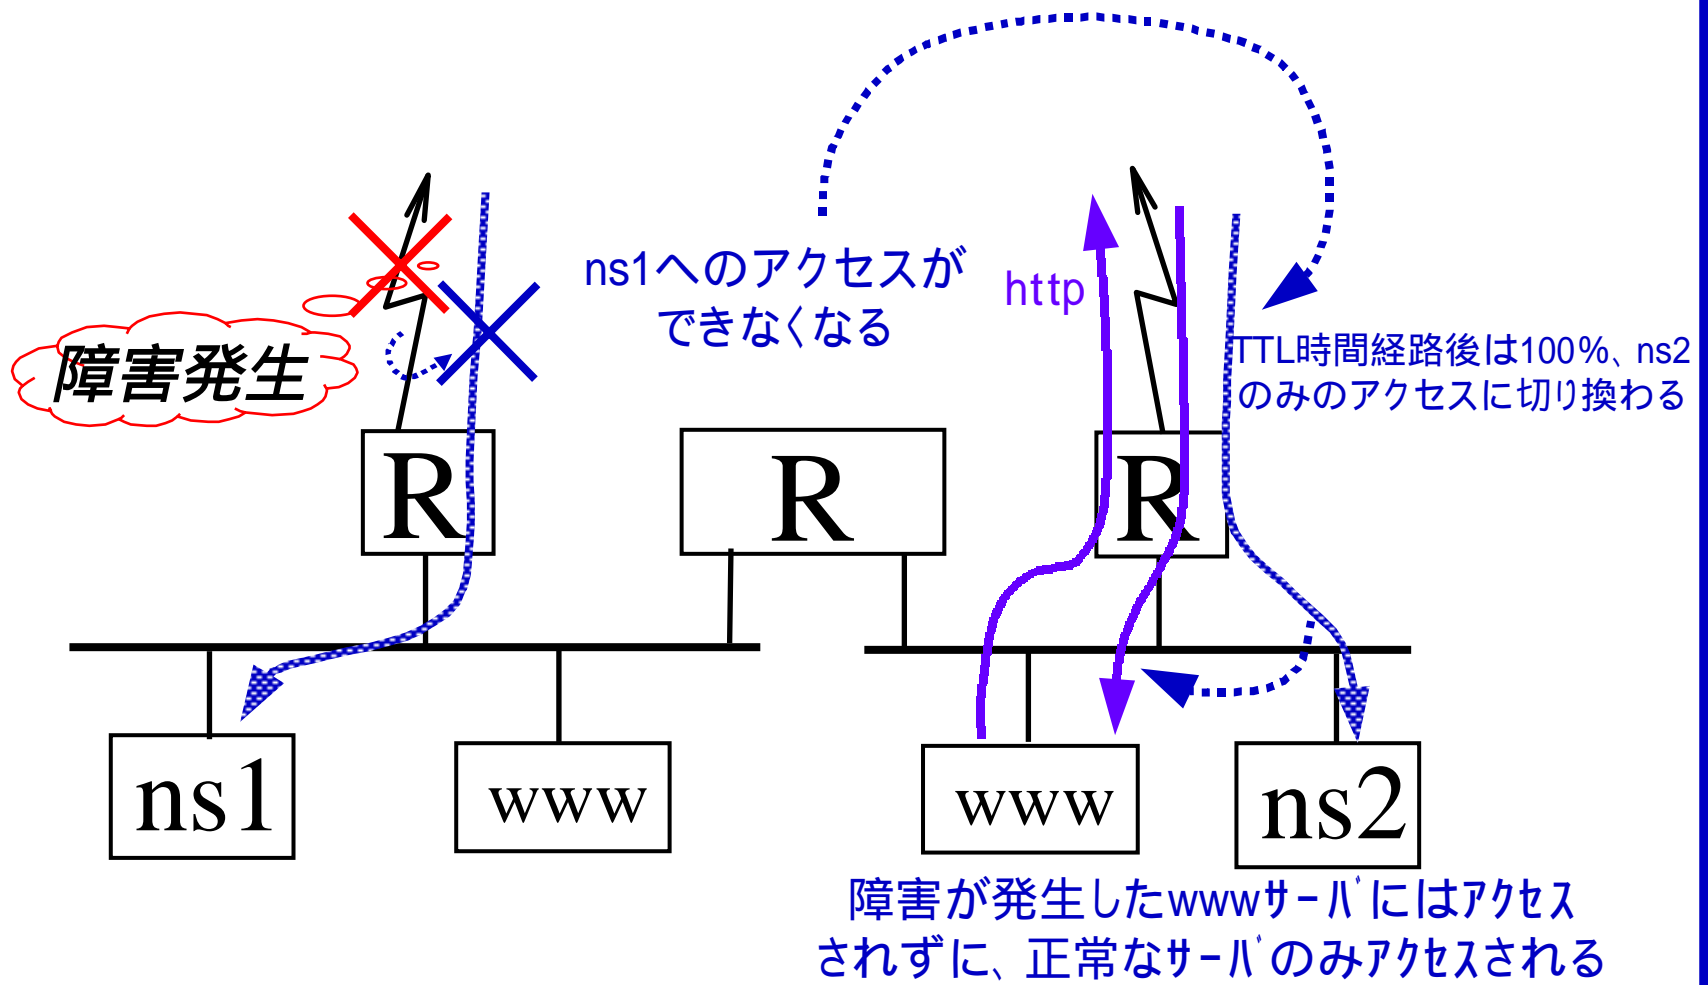 ns1へのアクセスが
できなくなる
http
障害発生
TTL時間経路後は100%、ns2
のみのアクセスに切り換わる
R
R
R
ns1
www
www
ns2
障害が発生したwwwサーバにはアクセス
されずに、正常なサーバのみアクセスされる